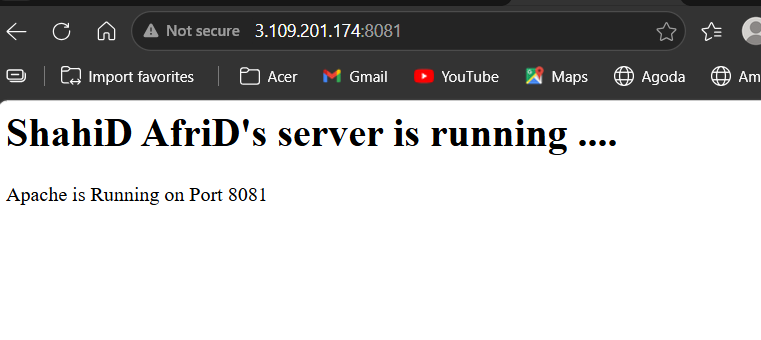 Not secure 3.109.201.174:8081
Import favorites Acer Gmail YouTube Maps Agoda Am
ShahiD AfriD's server is running ....
Apache is Running on Port 8081